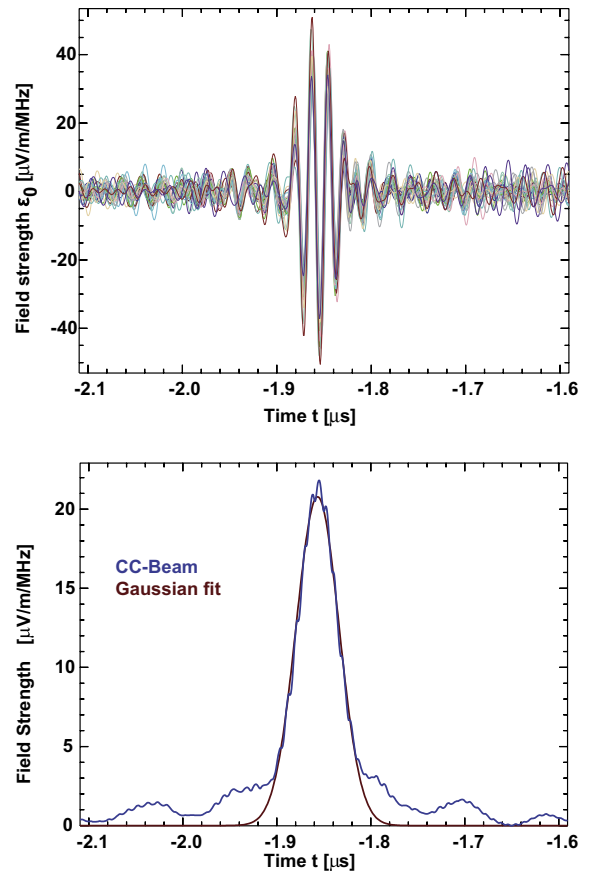 40
20
0
-20
-40
Field strength ε0 [μV/m/MHz]
-2.1 -2.0 -1.9 -1.8 -1.7 -1.6
Time t [μs]
20
15
10
5
0
Field Strength [μV/m/MHz]
CC-Beam
Gaussian fit
-2.1 -2.0 -1.9 -1.8 -1.7 -1.6
Time t [μs]